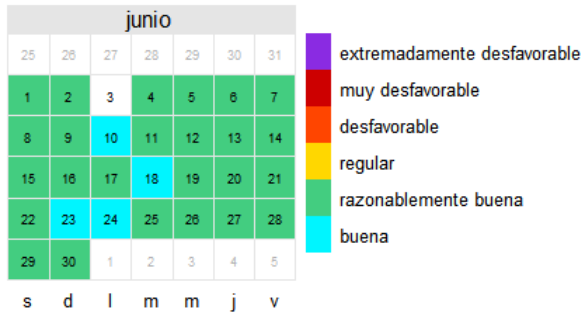 junio
25 26 27 28 29 30 31
1 2 3 4 5 6 7
8 9 10 11 12 13 14
15 16 17 18 19 20 21
22 23 24 25 26 27 28
29 30 1 2 3 4 5
s d l m m j v
extremadamente desfavorable
muy desfavorable
desfavorable
regular
razonablemente buena
buena